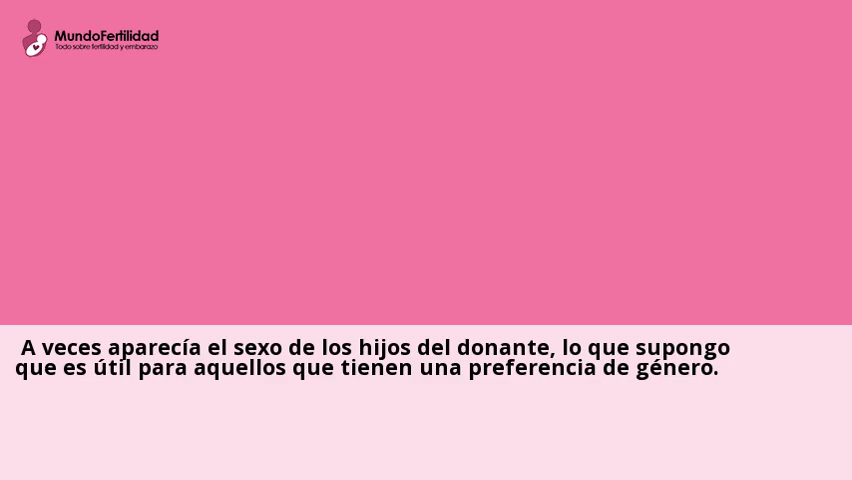 MundoFertilidad
Todo sobre fertilidad y embarazo
A veces aparecía el sexo de los hijos del donante, lo que supongo
que es útil para aquellos que tienen una preferencia de género.